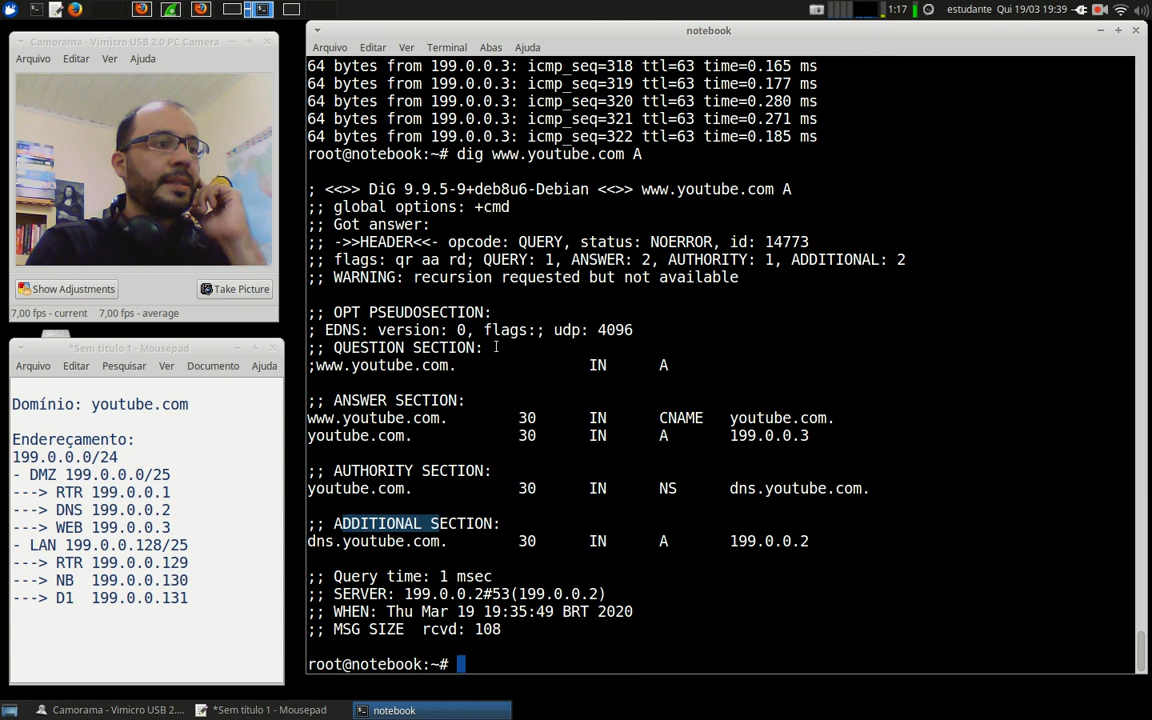 1:17
estudante Qui 19/03 19:39
Camorama - Vimicro USB 2.0 PC Camera
Arquivo Editar Ver Ajuda
Show Adjustments
Take Picture
7,00 fps - current 7,00 fps - average
*Sem título 1 - Mousepad
Arquivo Editar Pesquisar Ver Documento Ajuda
Domínio: youtube.com
Endereçamento:
199.0.0.0/24
- DMZ 199.0.0.0/25
---> RTR 199.0.0.1
---> DNS 199.0.0.2
---> WEB 199.0.0.3
- LAN 199.0.0.128/25
---> RTR 199.0.0.129
---> NB 199.0.0.130
---> D1 199.0.0.131
notebook
Arquivo Editar Ver Terminal Abas Ajuda
64 bytes from 199.0.0.3: icmp_seq=318 ttl=63 time=0.165 ms
64 bytes from 199.0.0.3: icmp_seq=319 ttl=63 time=0.177 ms
64 bytes from 199.0.0.3: icmp_seq=320 ttl=63 time=0.280 ms
64 bytes from 199.0.0.3: icmp_seq=321 ttl=63 time=0.271 ms
64 bytes from 199.0.0.3: icmp_seq=322 ttl=63 time=0.185 ms
root@notebook:~# dig www.youtube.com A
; <<>> DiG 9.9.5-9+deb8u6-Debian <<>> www.youtube.com A
;; global options: +cmd
;; Got answer:
;; ->>HEADER<<- opcode: QUERY, status: NOERROR, id: 14773
;; flags: qr aa rd; QUERY: 1, ANSWER: 2, AUTHORITY: 1, ADDITIONAL: 2
;; WARNING: recursion requested but not available
;; OPT PSEUDOSECTION:
; EDNS: version: 0, flags:; udp: 4096
;; QUESTION SECTION:
;www.youtube.com. IN A
;; ANSWER SECTION:
www.youtube.com. 30 IN CNAME youtube.com.
youtube.com. 30 IN A 199.0.0.3
;; AUTHORITY SECTION:
youtube.com. 30 IN NS dns.youtube.com.
;; ADDITIONAL SECTION:
dns.youtube.com. 30 IN A 199.0.0.2
;; Query time: 1 msec
;; SERVER: 199.0.0.2#53(199.0.0.2)
;; WHEN: Thu Mar 19 19:35:49 BRT 2020
;; MSG SIZE rcvd: 108
root@notebook:~#
Camorama - Vimicro USB 2....
*Sem título 1 - Mousepad
notebook